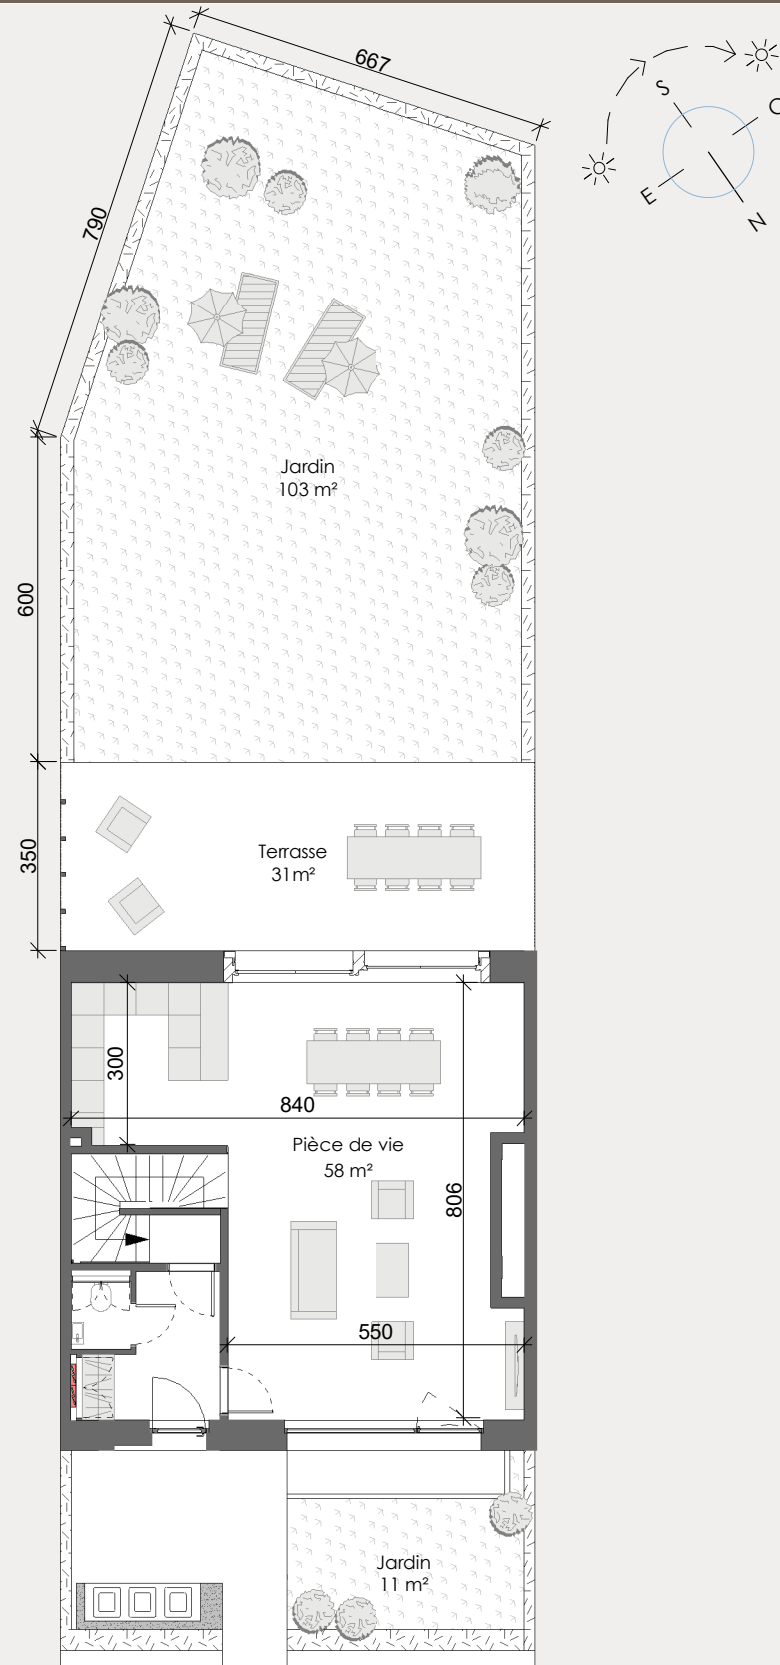 667
S
O
E
N
790
Jardin
103 m²
600
350
Terrasse
31m²
300
840
Pièce de vie
58 m²
806
550
Jardin
11 m²